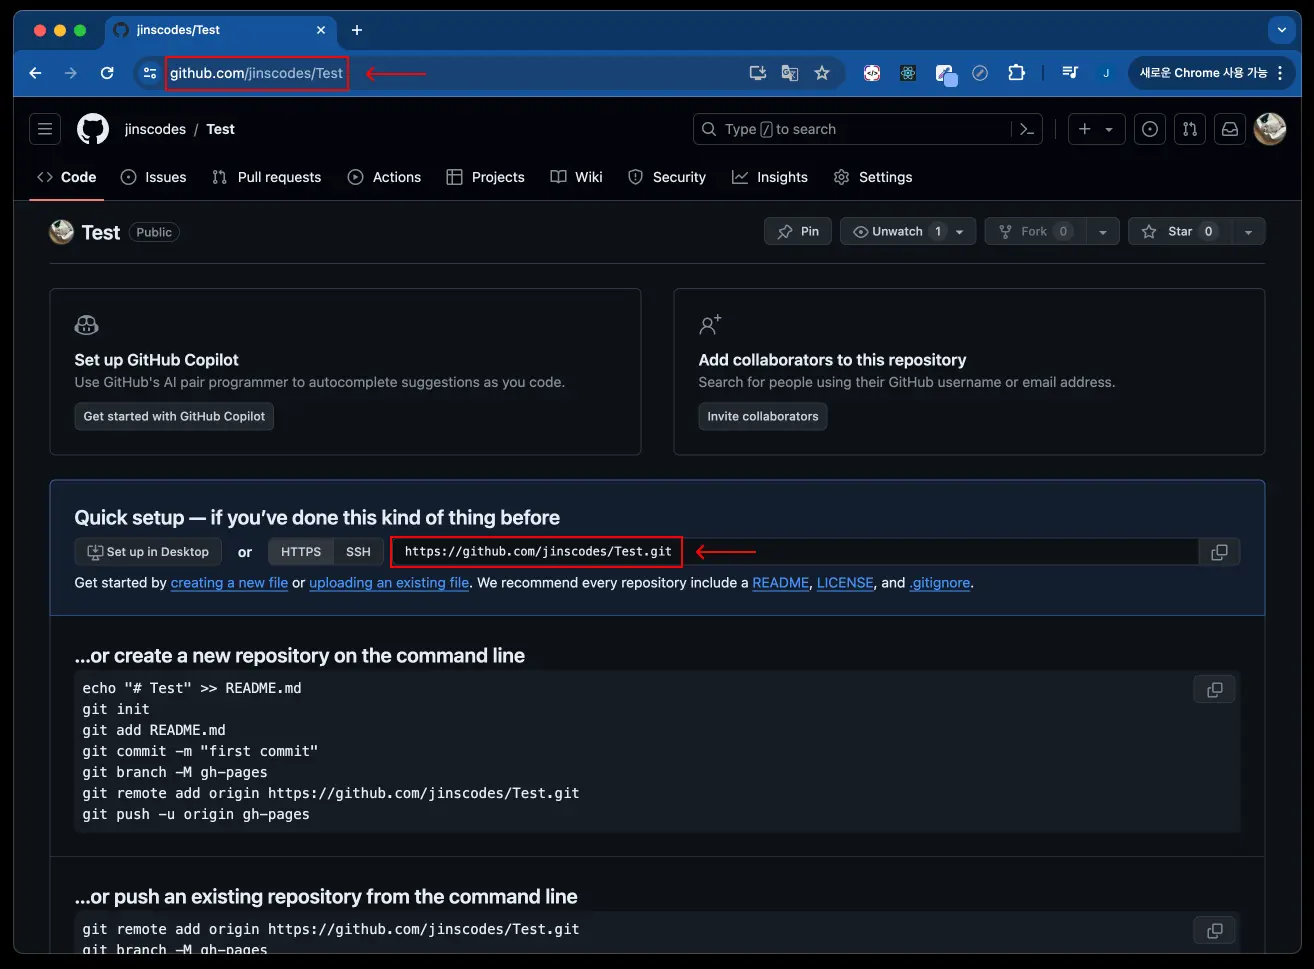 jinscodes/Test
github.com/jinscodes/Test
J
새로운 Chrome 사용 가능
jinscodes / Test
Type / to search
Code
Issues
Pull requests
Actions
Projects
Wiki
Security
Insights
Settings
Test Public
Pin
Unwatch 1
Fork 0
Star 0
Set up GitHub Copilot
Use GitHub's AI pair programmer to autocomplete suggestions as you code.
Get started with GitHub Copilot
Add collaborators to this repository
Search for people using their GitHub username or email address.
Invite collaborators
Quick setup — if you’ve done this kind of thing before
Set up in Desktop or HTTPS SSH https://github.com/jinscodes/Test.git
Get started by creating a new file or uploading an existing file. We recommend every repository include a README, LICENSE, and .gitignore.
…or create a new repository on the command line
echo "# Test" >> README.md
git init
git add README.md
git commit -m "first commit"
git branch -M gh-pages
git remote add origin https://github.com/jinscodes/Test.git
git push -u origin gh-pages
…or push an existing repository from the command line
git remote add origin https://github.com/jinscodes/Test.git
git branch -M gh-pages